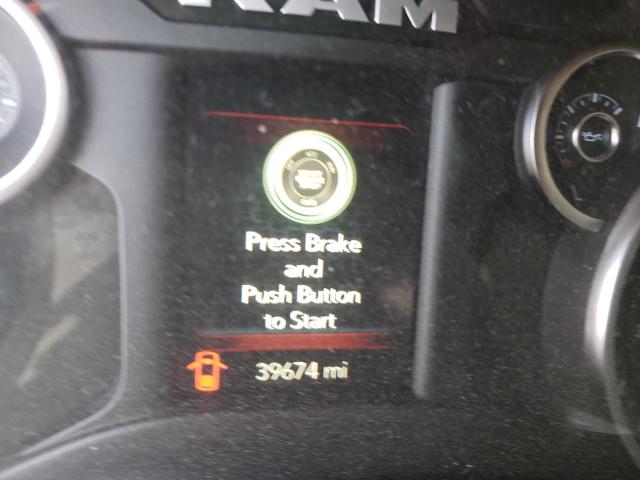 RAM
Press Brake
and
Push Button
to Start
39674 mi